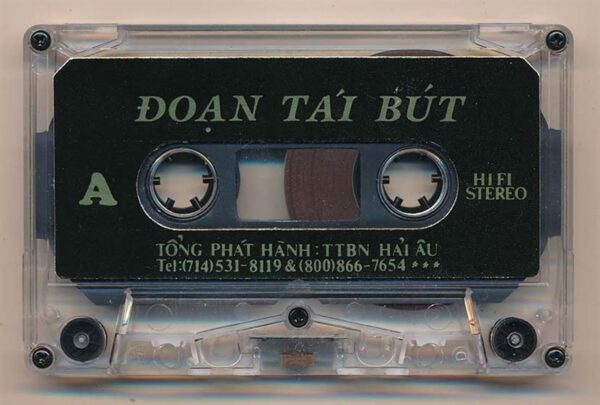 ĐOẠN TÁI BÚT
A
HI FI
STEREO
TỔNG PHÁT HÀNH : TTBN HẢI ÂU
Tel:(714)531-8119 & (800)866-7654 ***